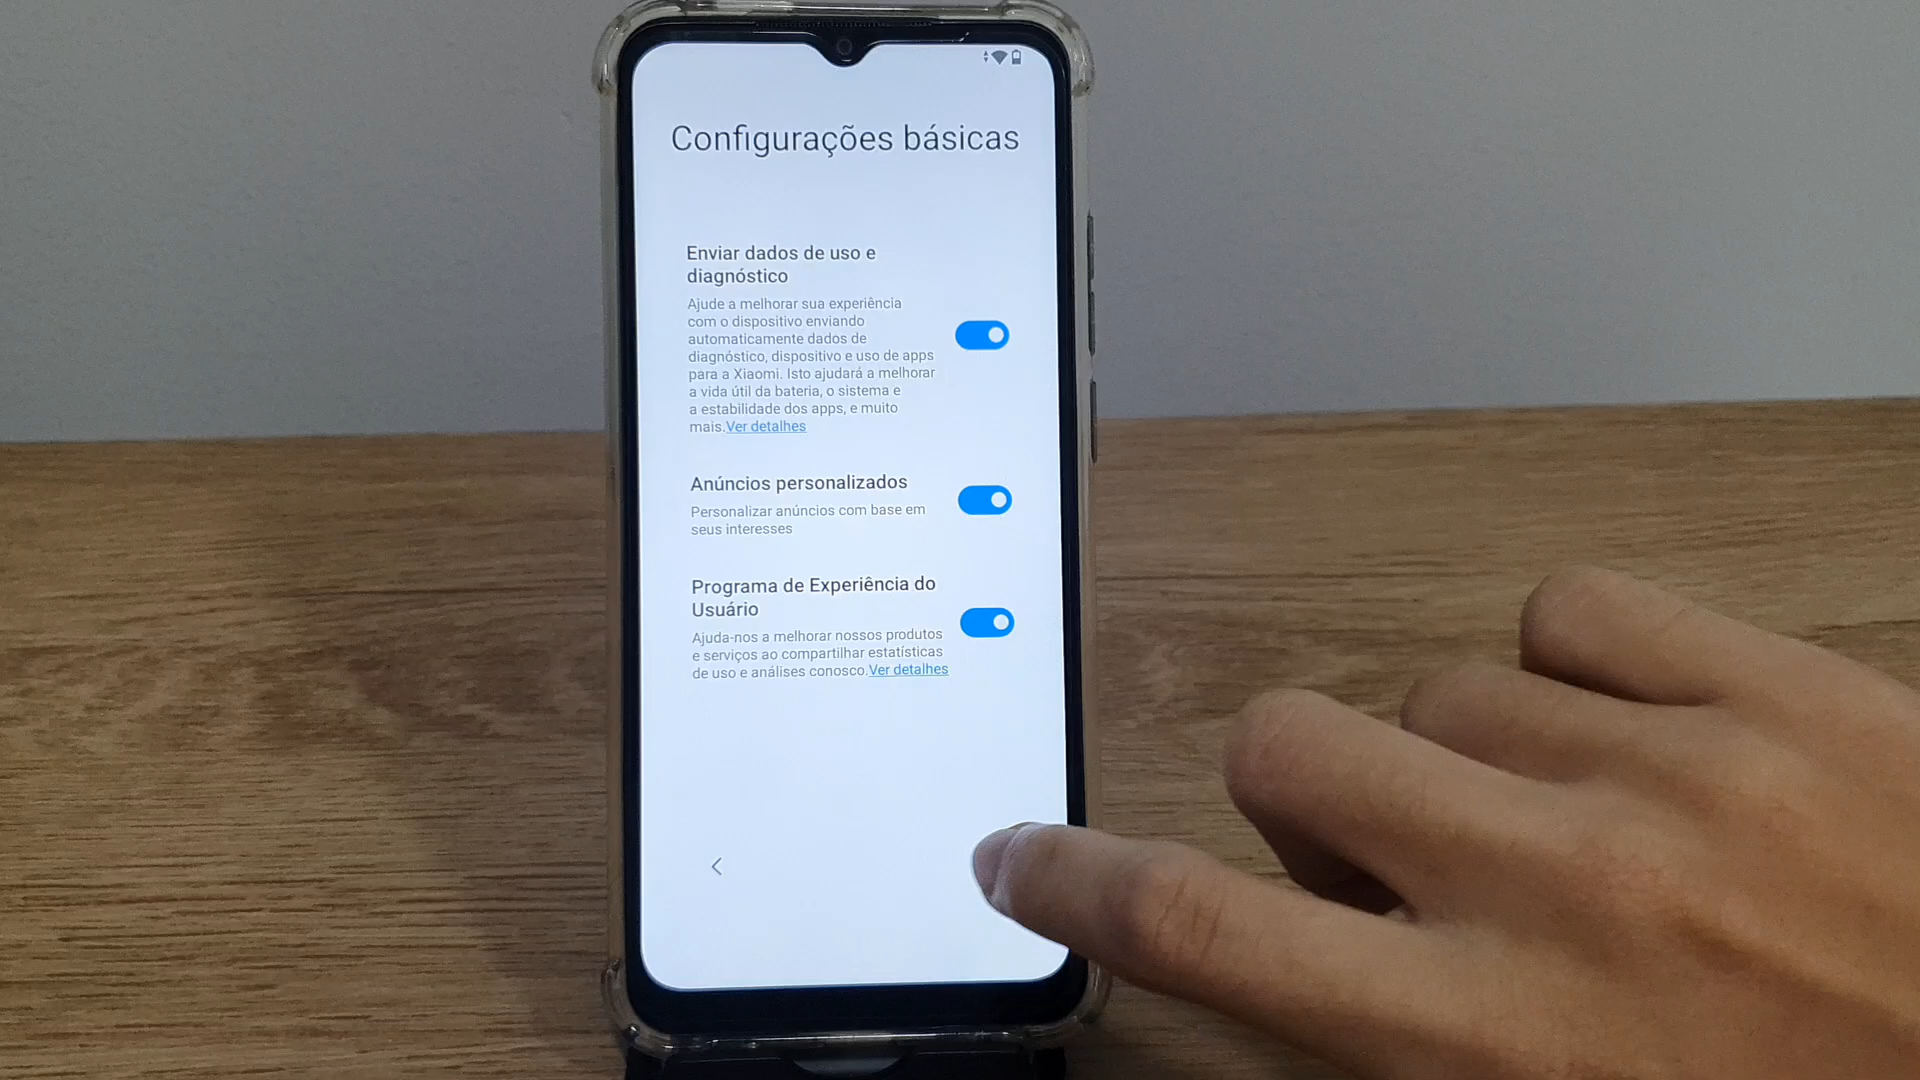 Configurações básicas
Enviar dados de uso e
diagnóstico
Ajude a melhorar sua experiência
com o dispositivo enviando
automaticamente dados de
diagnóstico, dispositivo e uso de apps
para a Xiaomi. Isto ajudará a melhorar
a vida útil da bateria, o sistema e
a estabilidade dos apps, e muito
mais.Ver detalhes
Anúncios personalizados
Personalizar anúncios com base em
seus interesses
Programa de Experiência do
Usuário
Ajuda-nos a melhorar nossos produtos
e serviços ao compartilhar estatísticas
de uso e análises conosco.Ver detalhes